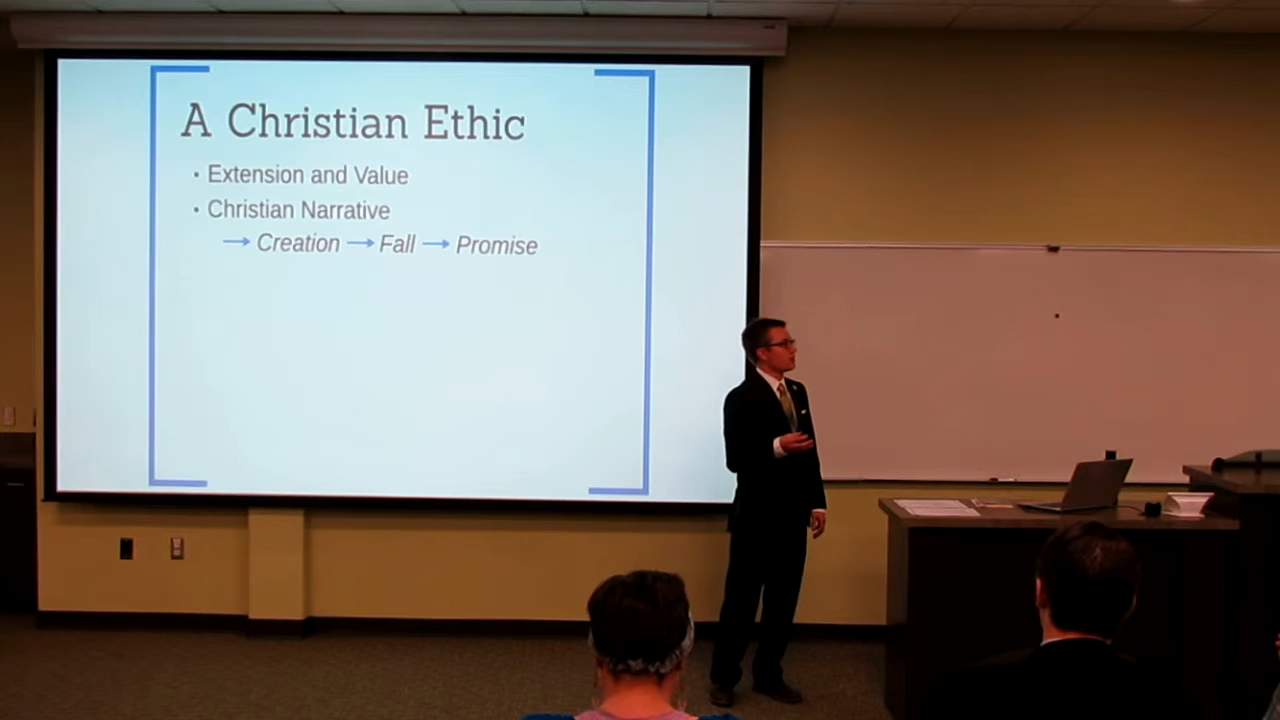 A Christian Ethic
• Extension and Value
• Christian Narrative
→ Creation → Fall → Promise